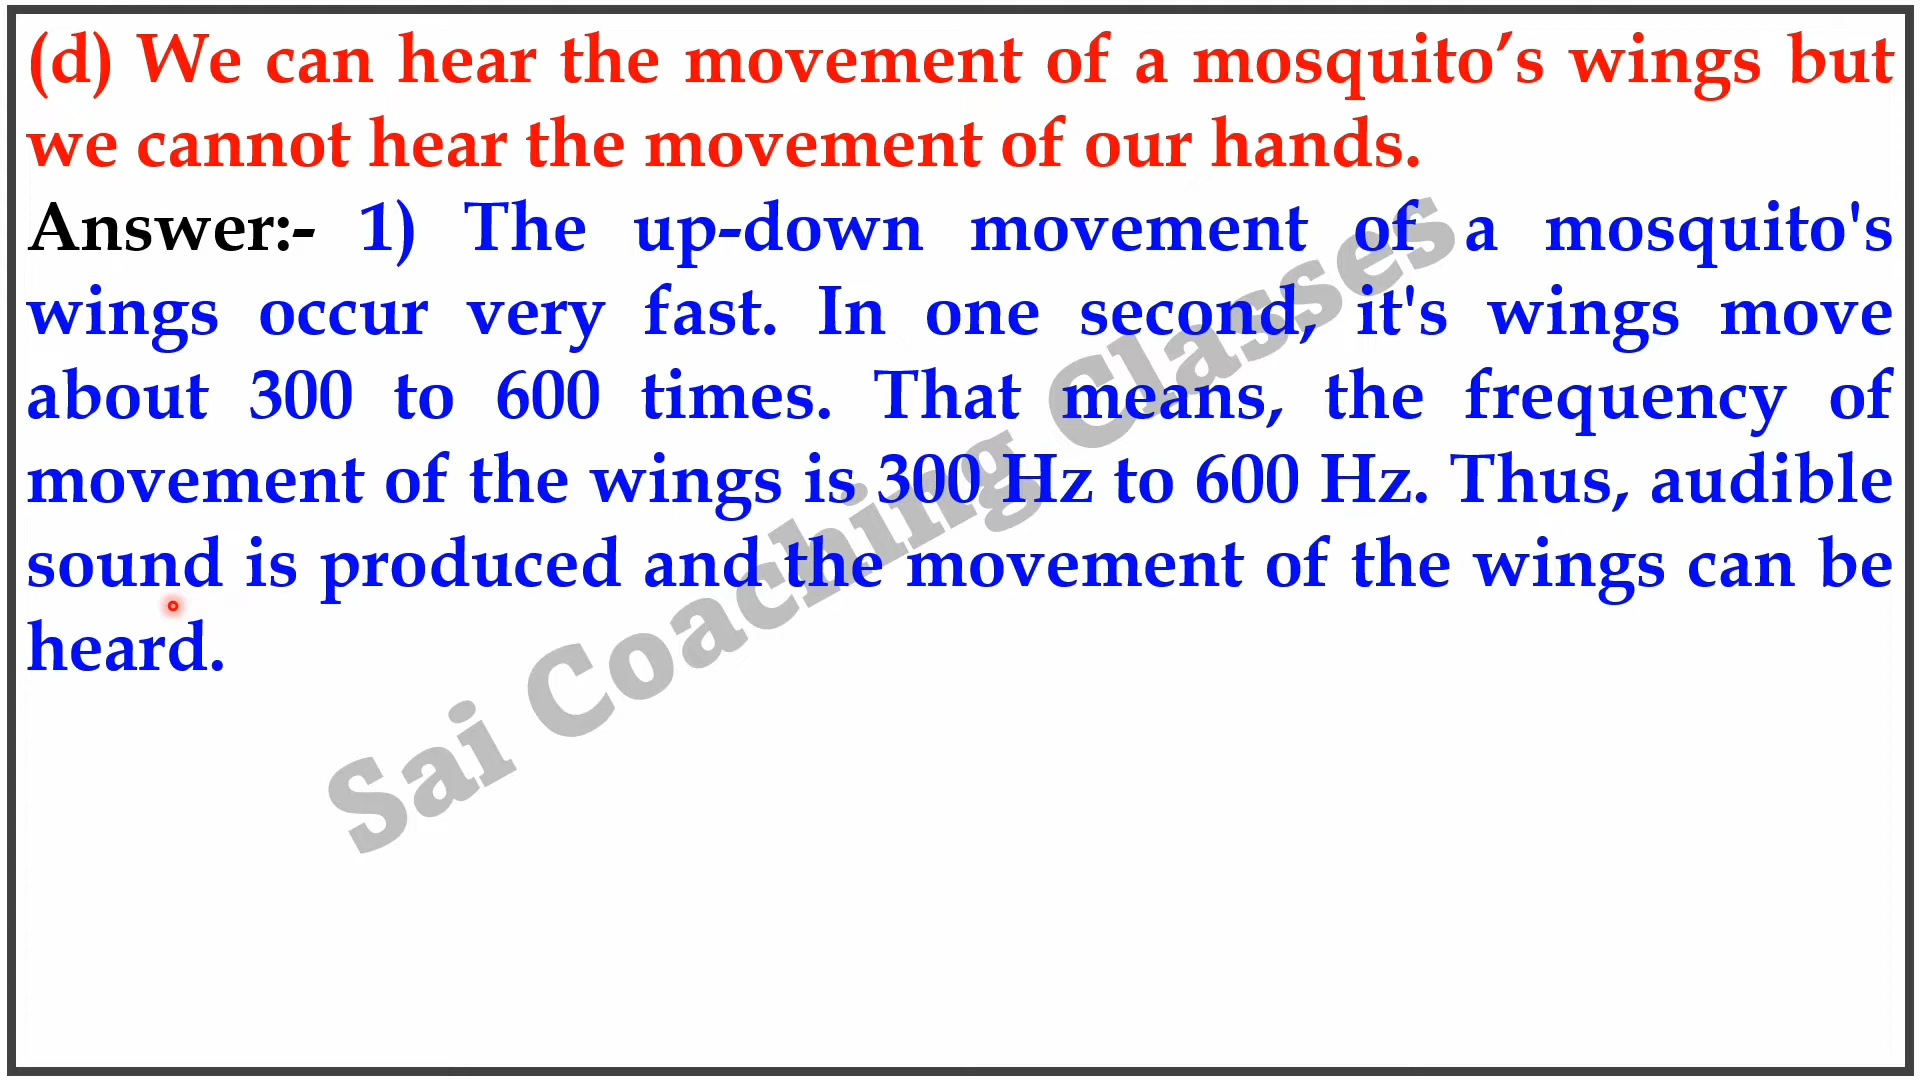 (d) We can hear the movement of a mosquito’s wings but
we cannot hear the movement of our hands.
Answer:- 1) The up-down movement of a mosquito's
wings occur very fast. In one second, it's wings move
about 300 to 600 times. That means, the frequency of
movement of the wings is 300 Hz to 600 Hz. Thus, audible
sound is produced and the movement of the wings can be
heard.
Sai Coaching Classes